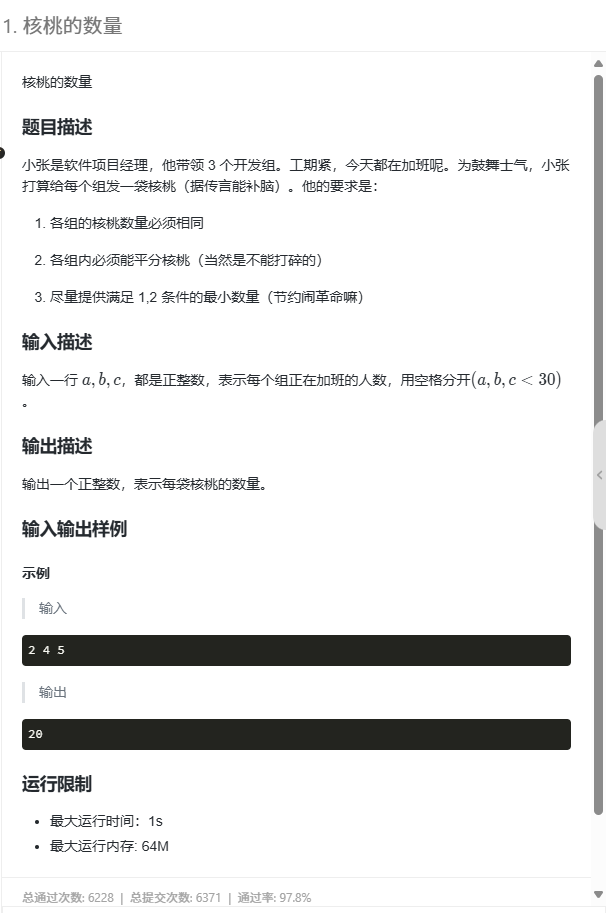 1. 核桃的数量
核桃的数量
题目描述
小张是软件项目经理，他带领 3 个开发组。工期紧，今天都在加班呢。为鼓舞士气，小张
打算给每个组发一袋核桃（据传言能补脑）。他的要求是：
1. 各组的核桃数量必须相同
2. 各组内必须能平分核桃（当然是不能打碎的）
3. 尽量提供满足 1,2 条件的最小数量（节约闹革命嘛）
输入描述
输入一行 a, b, c，都是正整数，表示每个组正在加班的人数，用空格分开(a, b, c < 30)
。
输出描述
输出一个正整数，表示每袋核桃的数量。
输入输出样例
示例
输入
2 4 5
输出
20
运行限制
• 最大运行时间：1s
• 最大运行内存: 64M
总通过次数: 6228 | 总提交次数: 6371 | 通过率: 97.8%